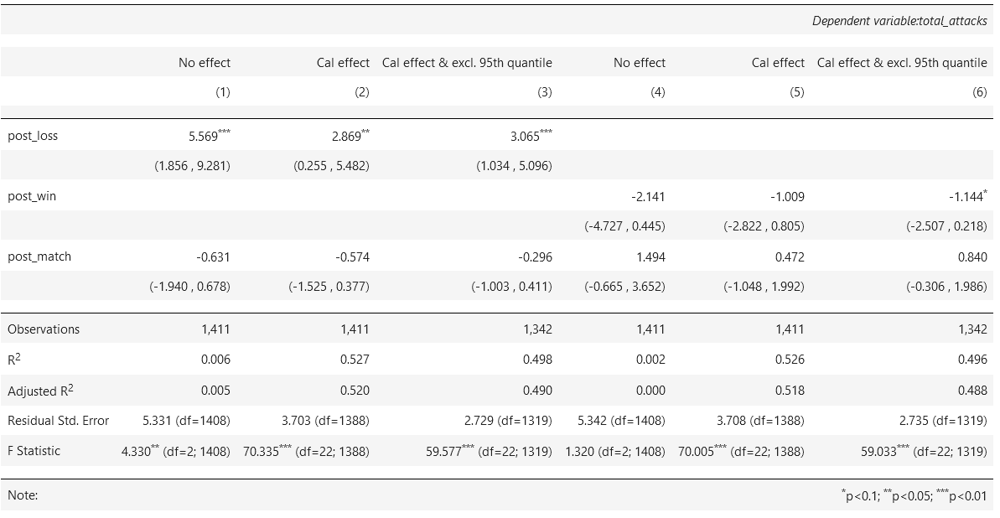 Dependent variable:total_attacks
No effect Cal effect Cal effect & excl. 95th quantile No effect Cal effect Cal effect & excl. 95th quantile
(1) (2) (3) (4) (5) (6)
post_loss 5.569*** 2.869** 3.065***
(1.856 , 9.281) (0.255 , 5.482) (1.034 , 5.096)
post_win -2.141 -1.009 -1.144*
(-4.727 , 0.445) (-2.822 , 0.805) (-2.507 , 0.218)
post_match -0.631 -0.574 -0.296 1.494 0.472 0.840
(-1.940 , 0.678) (-1.525 , 0.377) (-1.003 , 0.411) (-0.665 , 3.652) (-1.048 , 1.992) (-0.306 , 1.986)
Observations 1,411 1,411 1,342 1,411 1,411 1,342
R2 0.006 0.527 0.498 0.002 0.526 0.496
Adjusted R2 0.005 0.520 0.490 0.000 0.518 0.488
Residual Std. Error 5.331 (df=1408) 3.703 (df=1388) 2.729 (df=1319) 5.342 (df=1408) 3.708 (df=1388) 2.735 (df=1319)
F Statistic 4.330** (df=2; 1408) 70.335*** (df=22; 1388) 59.577*** (df=22; 1319) 1.320 (df=2; 1408) 70.005*** (df=22; 1388) 59.033*** (df=22; 1319)
Note: *p<0.1; **p<0.05; ***p<0.01